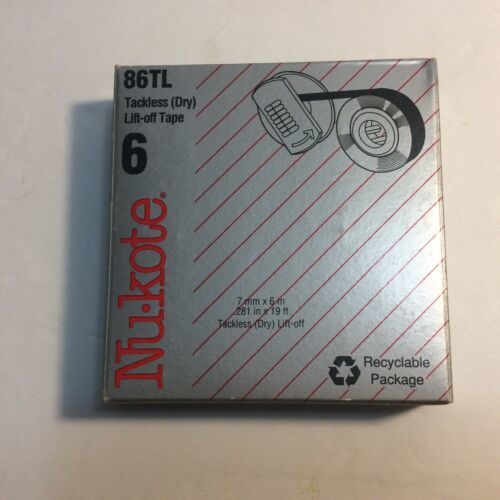 86TL
Tackless (Dry)
Lift-off Tape
6
Nu·kote®
7 mm x 6 m
.281 in x 19 ft
Tackless (Dry) Lift-off
Recyclable
Package